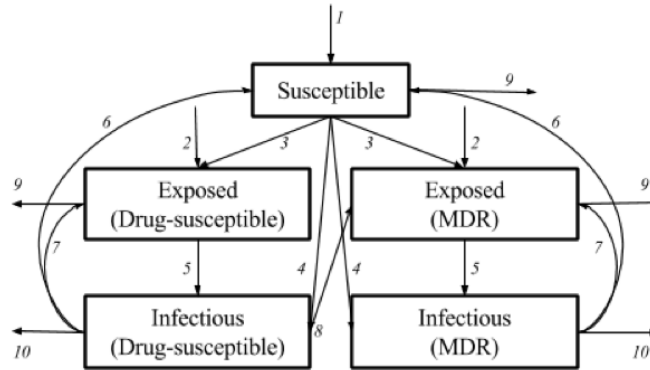 1
Susceptible
9
6
6
2
3
3
2
9
Exposed
(Drug-susceptible)
Exposed
(MDR)
9
7
7
5
4
4
5
8
Infectious
(Drug-susceptible)
Infectious
(MDR)
10
10